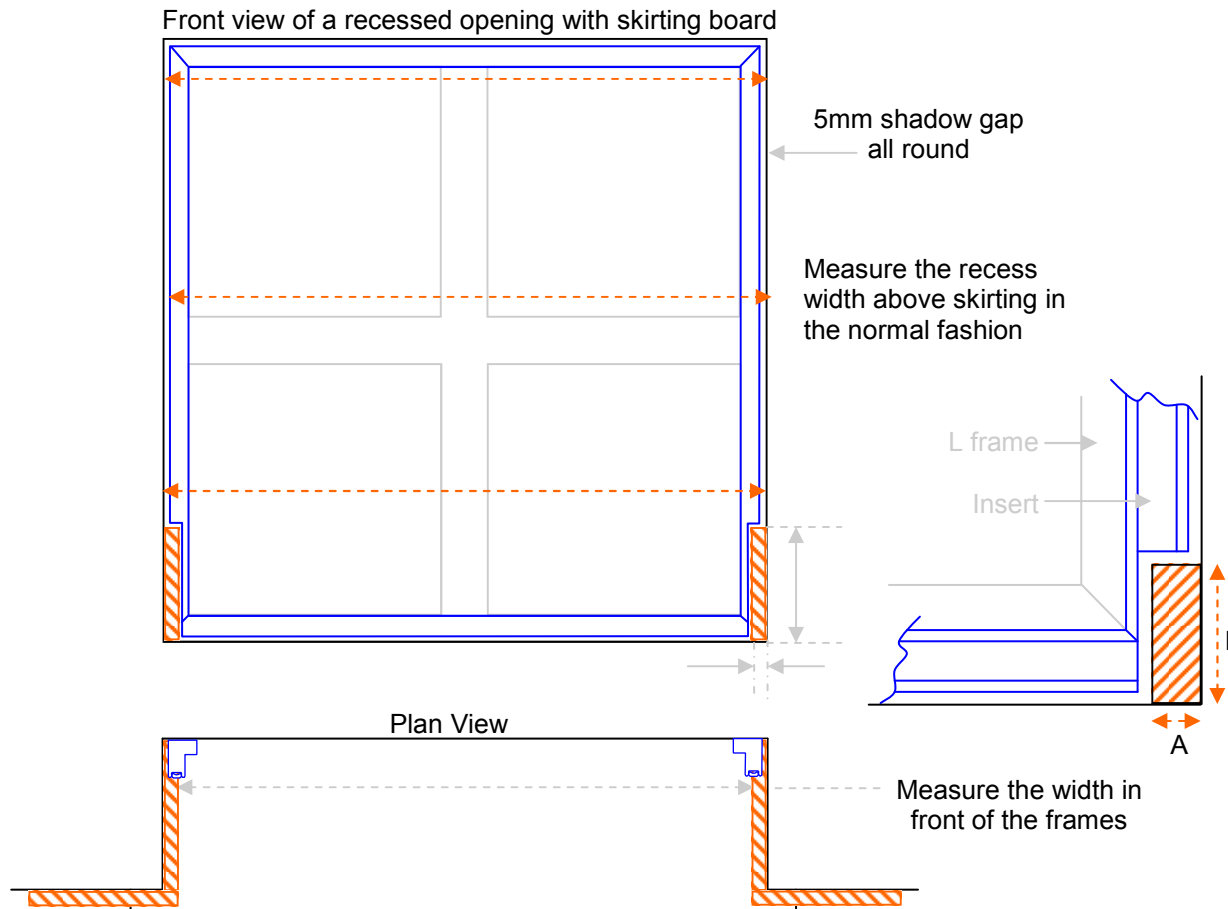 Front view of a recessed opening with skirting board
5mm shadow gap
all round
Measure the recess
width above skirting in
the normal fashion
L frame
Insert
A
Plan View
Measure the width in
front of the frames